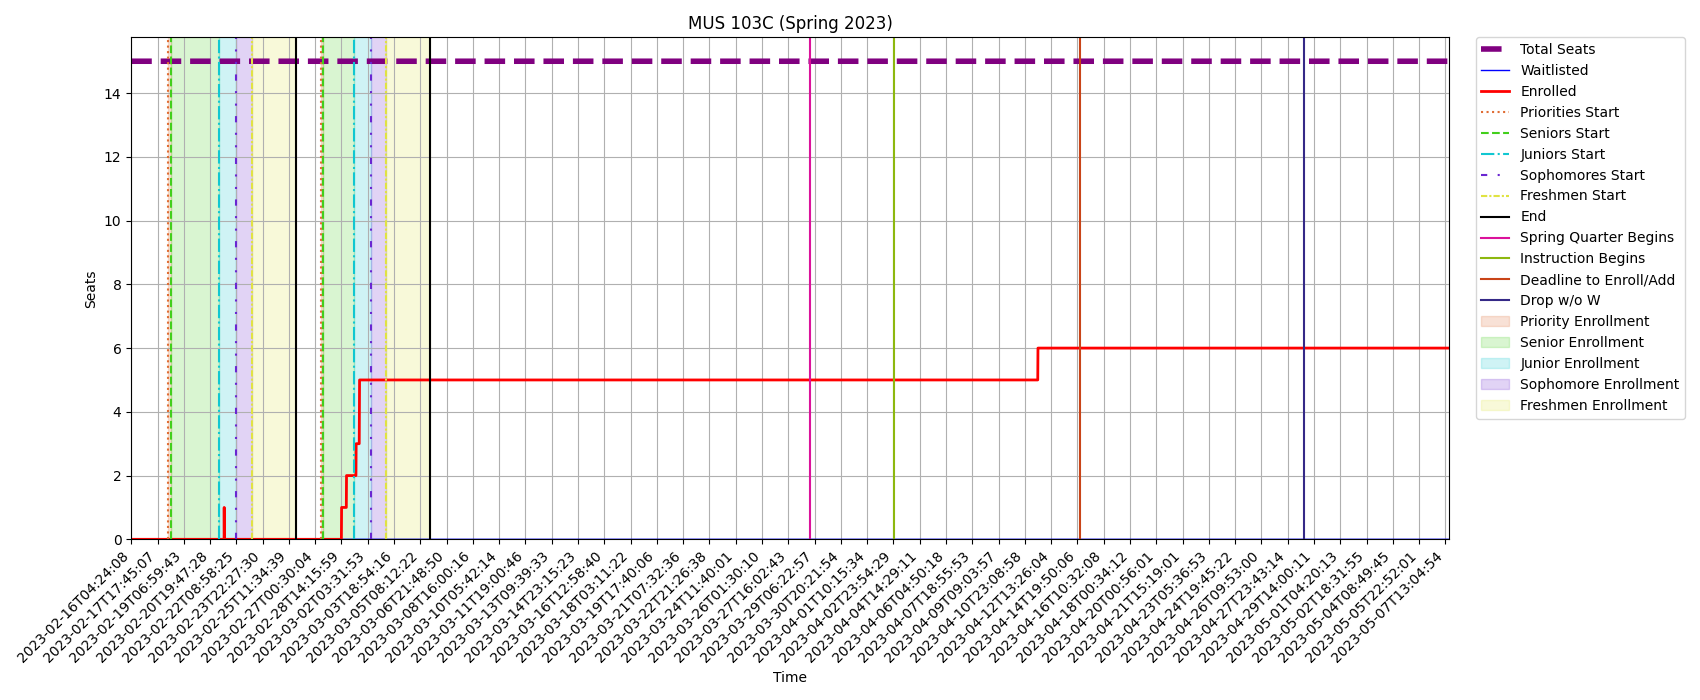 MUS 103C (Spring 2023)
Seats
14
12
10
8
6
4
2
0
2023-02-16T04:24:08
2023-02-17T17:45:07
2023-02-19T06:59:43
2023-02-20T19:47:28
2023-02-22T08:58:25
2023-02-23T22:27:30
2023-02-25T11:34:39
2023-02-27T00:30:04
2023-02-28T14:15:59
2023-03-02T03:31:53
2023-03-03T18:54:16
2023-03-05T08:12:22
2023-03-06T21:48:50
2023-03-08T16:00:16
2023-03-10T05:42:14
2023-03-11T19:00:46
2023-03-13T09:39:33
2023-03-14T23:15:23
2023-03-16T12:58:40
2023-03-18T03:11:22
2023-03-19T17:40:06
2023-03-21T07:32:36
2023-03-22T21:26:38
2023-03-24T11:40:01
2023-03-26T01:30:10
2023-03-27T16:02:43
2023-03-29T06:22:57
2023-03-30T20:21:54
2023-04-01T10:15:34
2023-04-02T23:54:29
2023-04-04T14:29:11
2023-04-06T04:50:18
2023-04-07T18:55:53
2023-04-09T09:03:57
2023-04-10T23:08:58
2023-04-12T13:26:04
2023-04-14T19:50:06
2023-04-16T10:32:08
2023-04-18T00:34:12
2023-04-20T00:56:01
2023-04-21T15:19:01
2023-04-23T05:36:53
2023-04-24T19:45:22
2023-04-26T09:53:00
2023-04-27T23:43:14
2023-04-29T14:00:11
2023-05-01T04:20:13
2023-05-02T18:31:55
2023-05-04T08:49:45
2023-05-05T22:52:01
2023-05-07T13:04:54
Time
Total Seats
Waitlisted
Enrolled
Priorities Start
Seniors Start
Juniors Start
Sophomores Start
Freshmen Start
End
Spring Quarter Begins
Instruction Begins
Deadline to Enroll/Add
Drop w/o W
Priority Enrollment
Senior Enrollment
Junior Enrollment
Sophomore Enrollment
Freshmen Enrollment